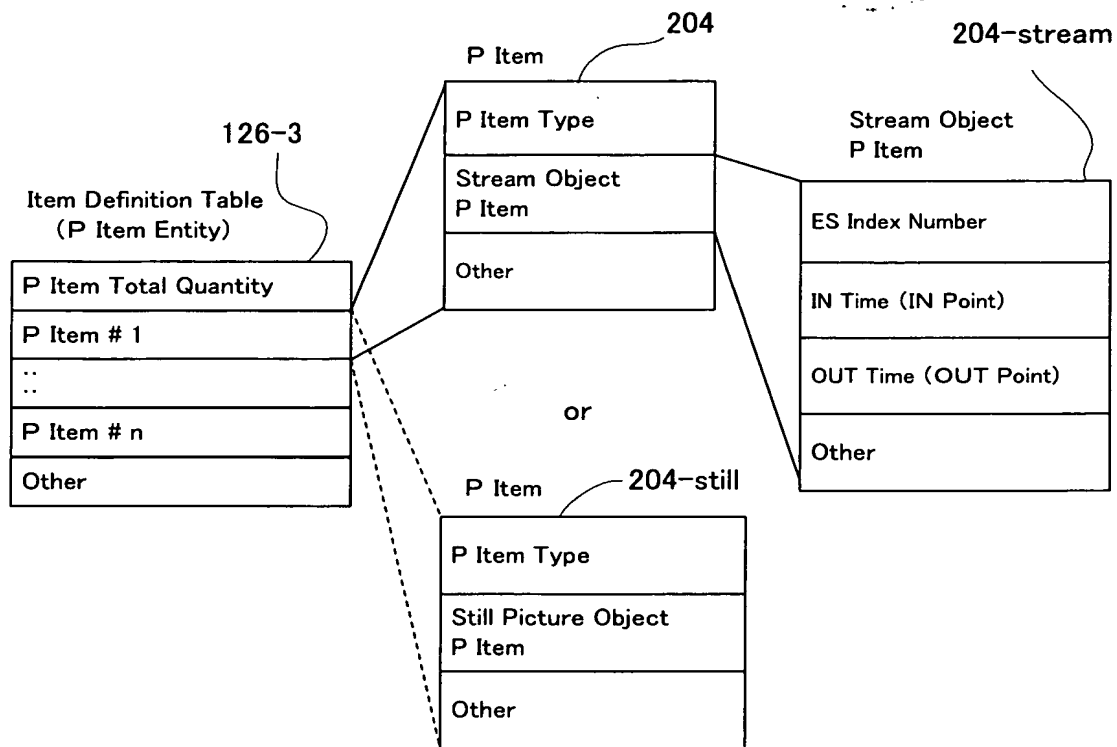 126-3
Item Definition Table
(P Item Entity)
P Item Total Quantity
P Item # 1
::
P Item # n
Other
204
P Item
P Item Type
Stream Object
P Item
Other
204-stream
Stream Object
P Item
ES Index Number
IN Time (IN Point)
OUT Time (OUT Point)
Other
or
204-still
P Item
P Item Type
Still Picture Object
P Item
Other